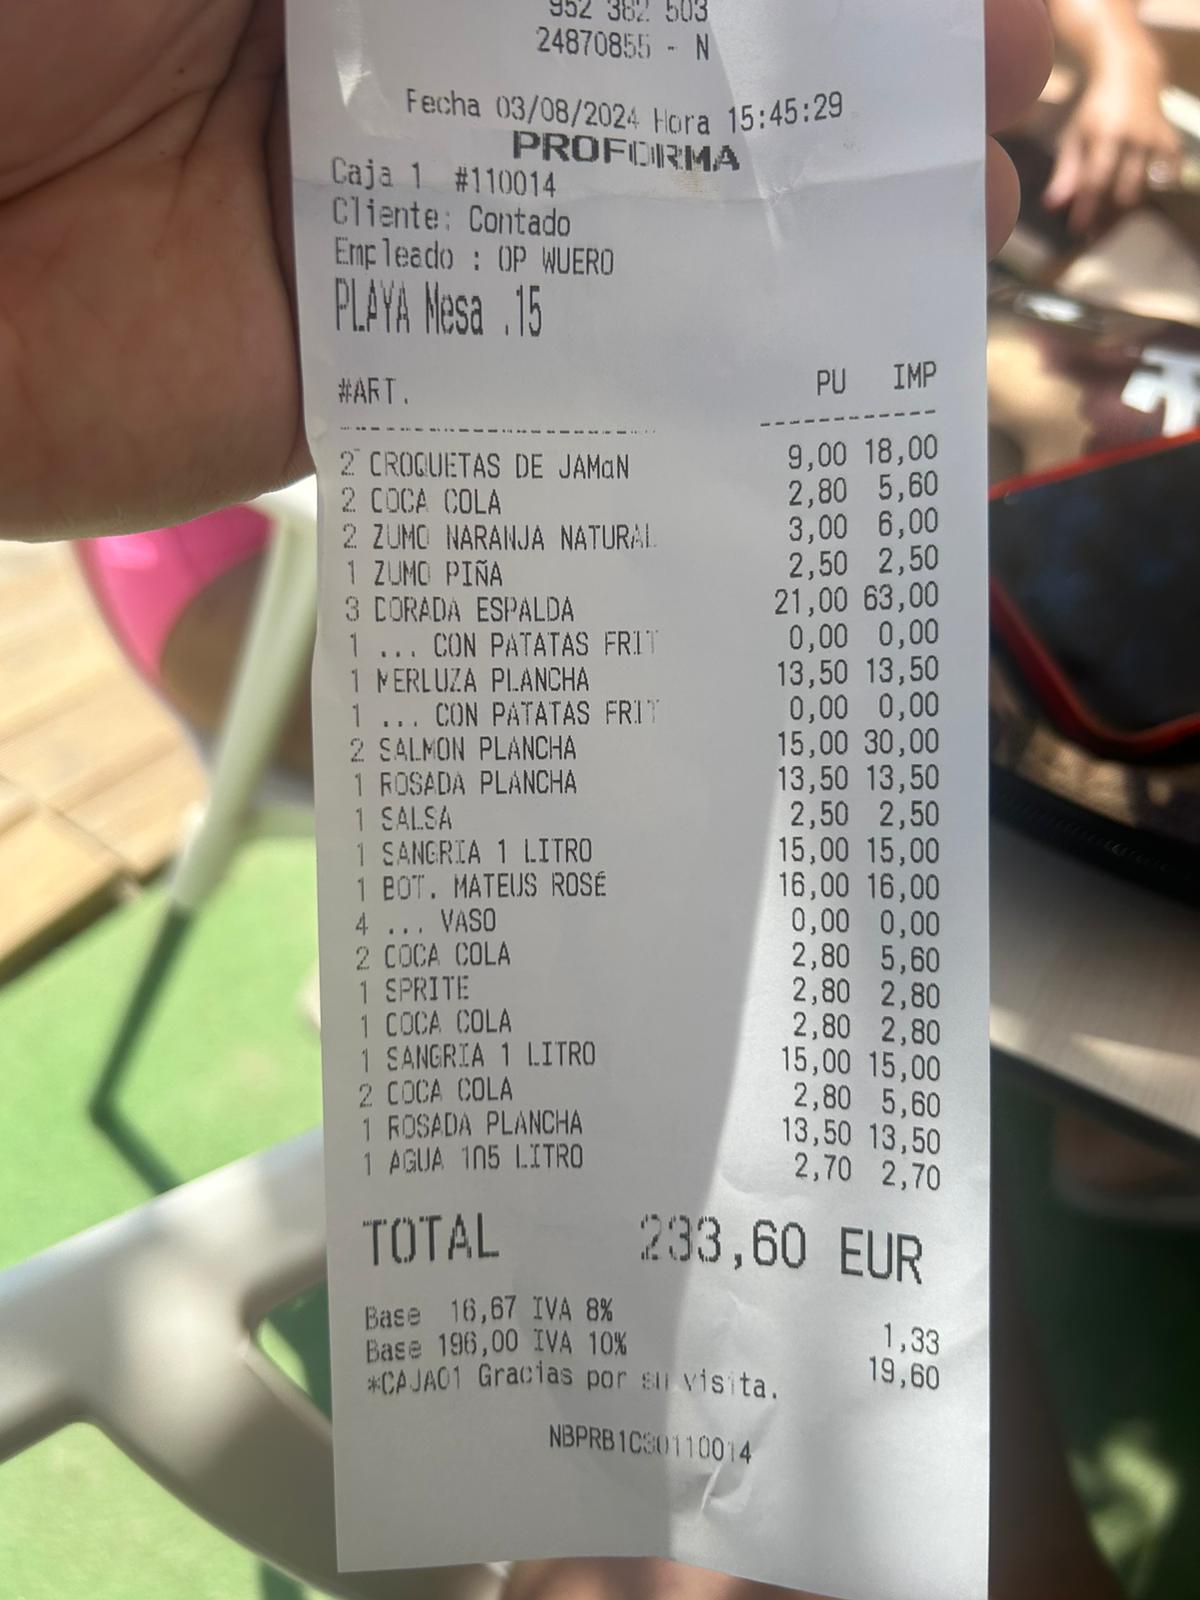 952 382 503
24870855 - N
Fecha 03/08/2024 Hora 15:45:29
PROFORMA
Caja 1 #110014
Cliente: Contado
Empleado : OP WUERO
PLAYA Mesa .15
#ART. PU IMP
2 CROQUETAS DE JAMaN 9,00 18,00
2 COCA COLA 2,80 5,60
2 ZUMO NARANJA NATURAL 3,00 6,00
1 ZUMO PIÑA 2,50 2,50
3 DORADA ESPALDA 21,00 63,00
1 ... CON PATATAS FRIT 0,00 0,00
1 MERLUZA PLANCHA 13,50 13,50
1 ... CON PATATAS FRIT 0,00 0,00
2 SALMON PLANCHA 15,00 30,00
1 ROSADA PLANCHA 13,50 13,50
1 SALSA 2,50 2,50
1 SANGRIA 1 LITRO 15,00 15,00
1 BOT. MATEUS ROSÉ 16,00 16,00
4 ... VASO 0,00 0,00
2 COCA COLA 2,80 5,60
1 SPRITE 2,80 2,80
1 COCA COLA 2,80 2,80
1 SANGRIA 1 LITRO 15,00 15,00
2 COCA COLA 2,80 5,60
1 ROSADA PLANCHA 13,50 13,50
1 AGUA 1n5 LITRO 2,70 2,70
TOTAL 233,60 EUR
Base 16,67 IVA 8% 1,33
Base 196,00 IVA 10% 19,60
*CAJA01 Gracias por su visita.
NBPRB1C30110014